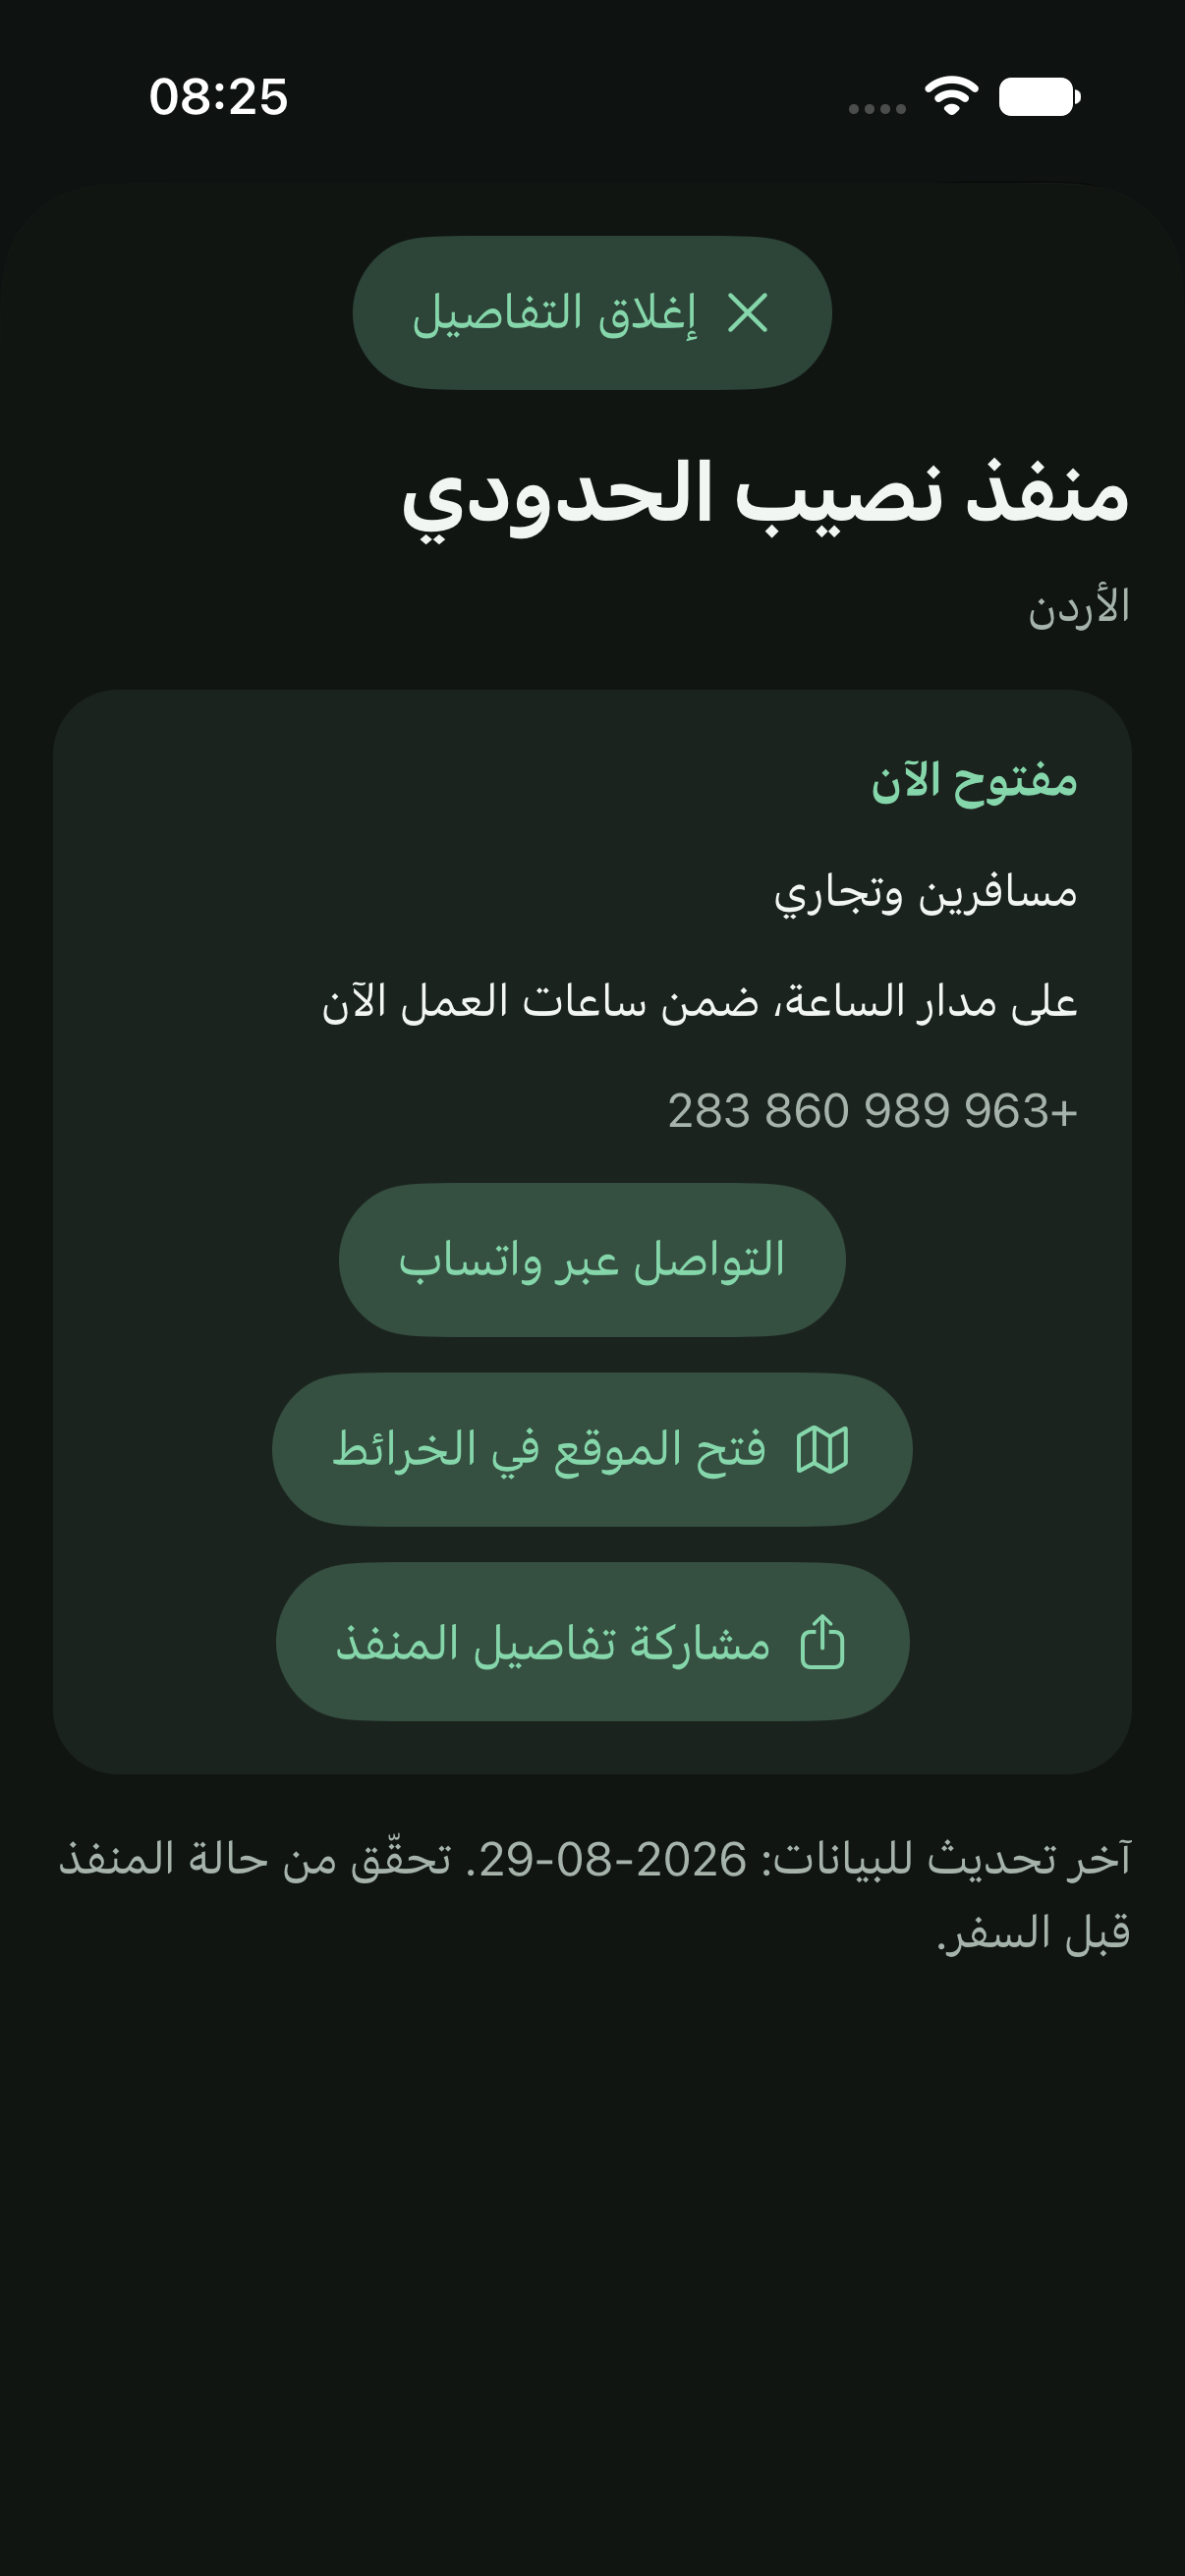 08:25
إغلاق التفاصيل
منفذ نصيب الحدودي
الأردن
مفتوح الآن
مسافرين وتجاري
على مدار الساعة، ضمن ساعات العمل الآن
+963 989 860 283
التواصل عبر واتساب
فتح الموقع في الخرائط
مشاركة تفاصيل المنفذ
آخر تحديث للبيانات: 2026-08-29. تحقّق من حالة المنفذ
قبل السفر.